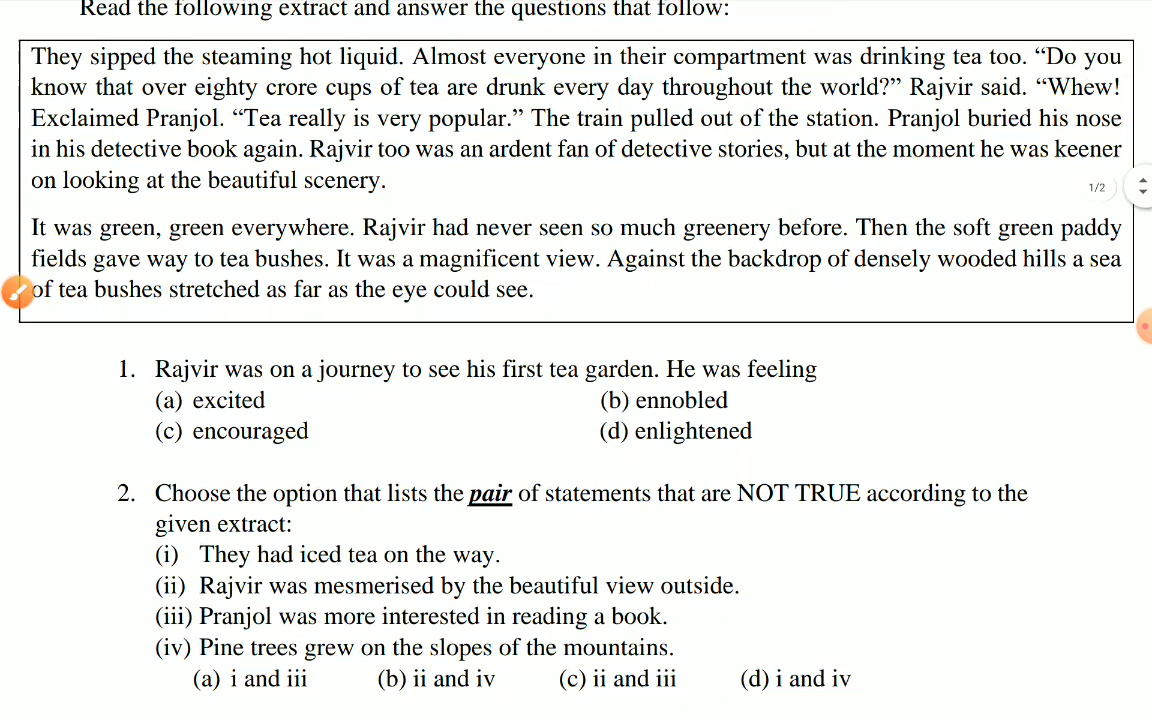 Read the following extract and answer the questions that follow:
They sipped the steaming hot liquid. Almost everyone in their compartment was drinking tea too. “Do you
know that over eighty crore cups of tea are drunk every day throughout the world?” Rajvir said. “Whew!
Exclaimed Pranjol. “Tea really is very popular.” The train pulled out of the station. Pranjol buried his nose
in his detective book again. Rajvir too was an ardent fan of detective stories, but at the moment he was keener
on looking at the beautiful scenery.
1/2
It was green, green everywhere. Rajvir had never seen so much greenery before. Then the soft green paddy
fields gave way to tea bushes. It was a magnificent view. Against the backdrop of densely wooded hills a sea
of tea bushes stretched as far as the eye could see.
1. Rajvir was on a journey to see his first tea garden. He was feeling
(a) excited (b) ennobled
(c) encouraged (d) enlightened
2. Choose the option that lists the pair of statements that are NOT TRUE according to the
given extract:
(i) They had iced tea on the way.
(ii) Rajvir was mesmerised by the beautiful view outside.
(iii) Pranjol was more interested in reading a book.
(iv) Pine trees grew on the slopes of the mountains.
(a) i and iii (b) ii and iv (c) ii and iii (d) i and iv